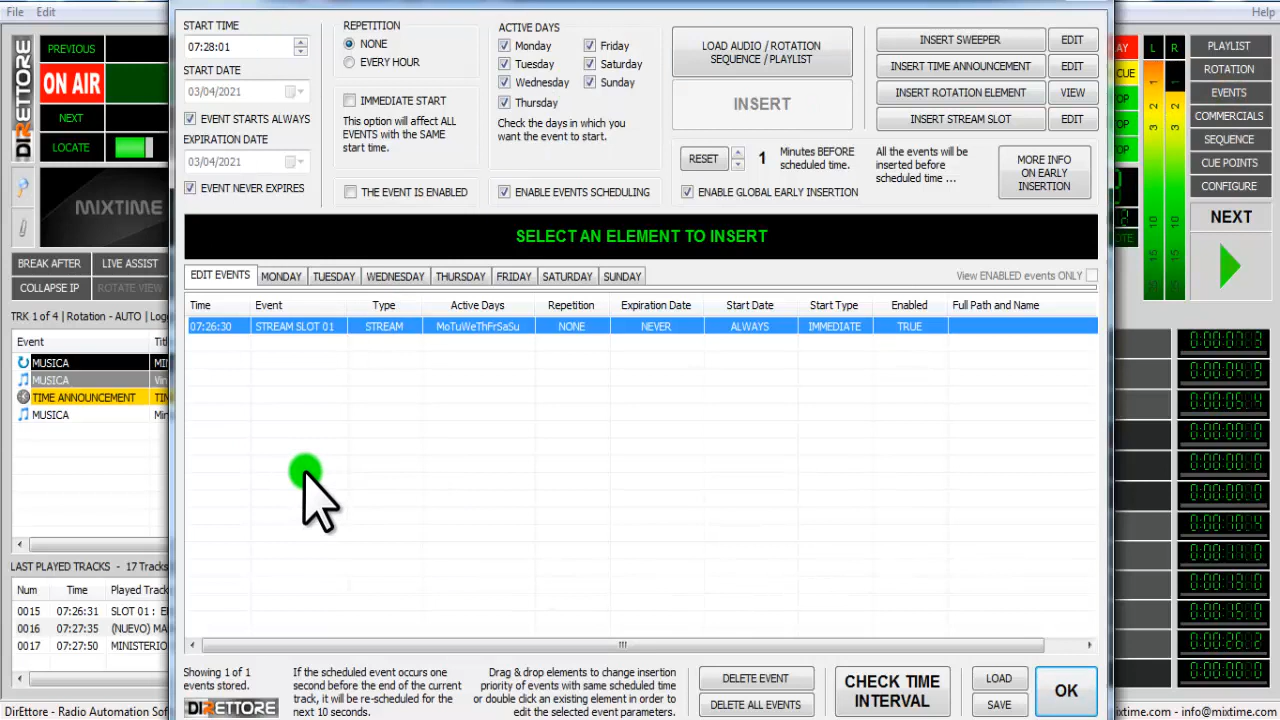 File Edit
Help
DIRETTORE
PREVIOUS
ON AIR
NEXT
LOCATE
MIXTIME
BREAK AFTER
LIVE ASSIST
COLLAPSE IP
ROTATE VIEW
TRK 1 of 4 | Rotation - AUTO |
Event
MUSICA
MUSICA
TIME ANNOUNCEMENT
MUSICA
LAST PLAYED TRACKS - 17
Num Time Played
0015 07:26:31 SLOT 01 :
0016 07:27:35 (NUEVO)
0017 07:27:50
START TIME
07:28:01
START DATE
03/04/2021
EVENT STARTS ALWAYS
EXPIRATION DATE
03/04/2021
EVENT NEVER EXPIRES
REPETITION
NONE
EVERY HOUR
IMMEDIATE START
This option will affect ALL
EVENTS with the SAME
start time.
THE EVENT IS ENABLED
ACTIVE DAYS
Monday Friday
Tuesday Saturday
Wednesday Sunday
Thursday
Check the days in which you
want the event to start.
ENABLE EVENTS SCHEDULING
LOAD AUDIO / ROTATION
SEQUENCE / PLAYLIST
INSERT
RESET 1 Minutes BEFORE
scheduled time.
ENABLE GLOBAL EARLY INSERTION
INSERT SWEEPER EDIT
INSERT TIME ANNOUNCEMENT EDIT
INSERT ROTATION ELEMENT VIEW
INSERT STREAM SLOT EDIT
All the events will be
inserted before
scheduled time ...
MORE INFO
ON EARLY
INSERTION
SELECT AN ELEMENT TO INSERT
EDIT EVENTS MONDAY TUESDAY WEDNESDAY THURSDAY FRIDAY SATURDAY SUNDAY
View ENABLED events ONLY
Time Event Type Active Days Repetition Expiration Date Start Date Start Type Enabled Full Path and Name
07:26:30 STREAM SLOT 01 STREAM MoTuWeThFrSaSu NONE NEVER ALWAYS IMMEDIATE TRUE
Showing 1 of 1
events stored.
DIRETTORE
If the scheduled event occurs one
second before the end of the current
track, it will be re-scheduled for the
next 10 seconds.
Drag & drop elements to change insertion
priority of events with same scheduled time
or double click an existing element in order to
edit the selected event parameters.
DELETE EVENT
DELETE ALL EVENTS
CHECK TIME
INTERVAL
LOAD
SAVE
OK
L R
CUE
PLAYLIST
ROTATION
EVENTS
COMMERCIALS
SEQUENCE
CUE POINTS
CONFIGURE
NEXT
DirEttore - Radio Automation
mixtime.com - info@mixtime.com